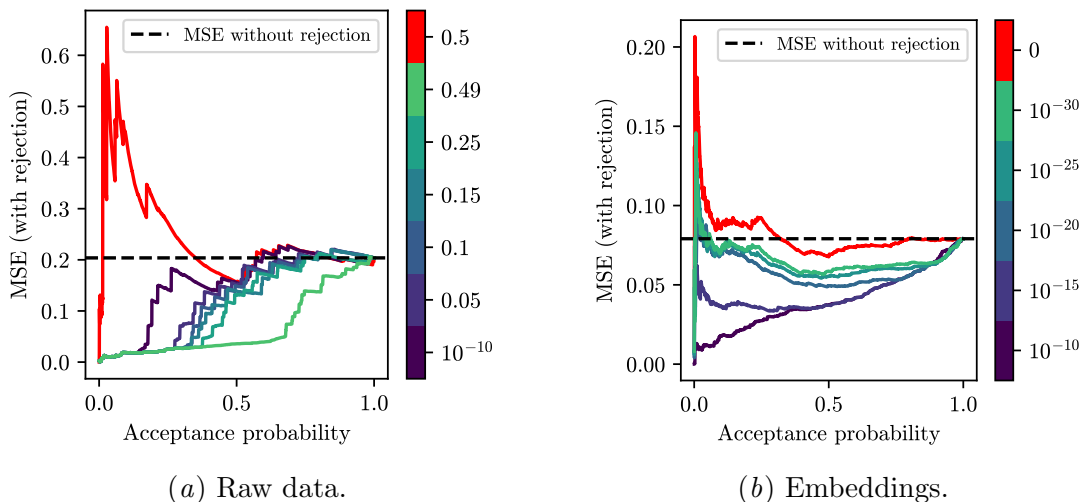 MSE (with rejection)
0.6
0.5
0.4
0.3
0.2
0.1
0.0
MSE without rejection
0.0 0.5 1.0
Acceptance probability
0.5
0.49
0.25
0.15
0.1
0.05
10⁻¹⁰
(a) Raw data.
MSE (with rejection)
0.20
0.15
0.10
0.05
0.00
MSE without rejection
0.0 0.5 1.0
Acceptance probability
0
10⁻³⁰
10⁻²⁵
10⁻²⁰
10⁻¹⁵
10⁻¹⁰
(b) Embeddings.